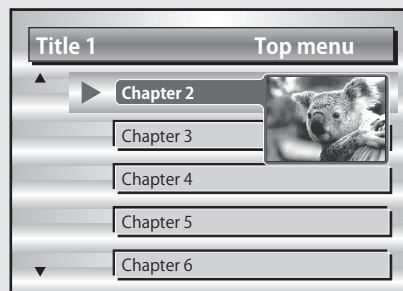 Title 1 Top menu
Chapter 2
Chapter 3
Chapter 4
Chapter 5
Chapter 6